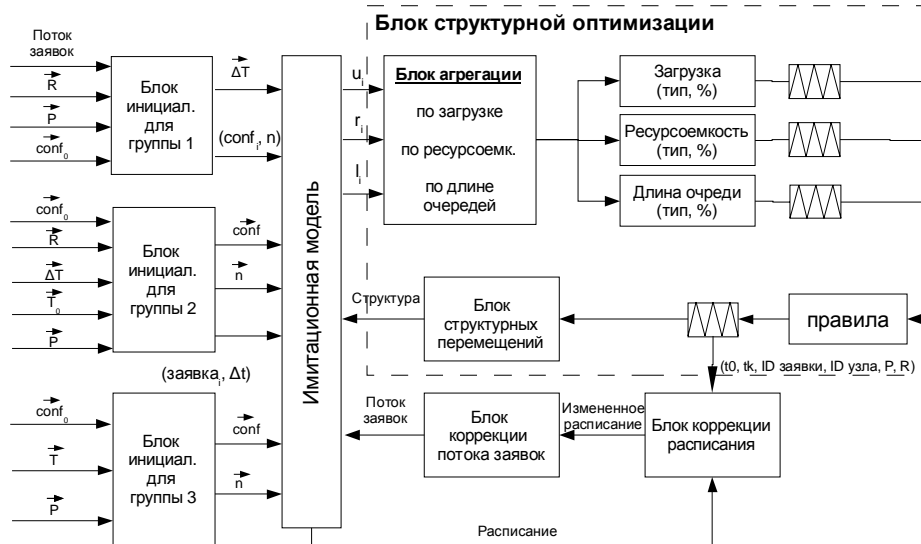 Блок структурной оптимизации
Поток
заявок
R
P
conf₀
Блок
инициал.
для
группы 1
ΔT
(confᵢ, n)
conf₀
R
ΔT
T₀
P
Блок
инициал.
для
группы 2
conf
n
(заявкаᵢ, Δt)
conf₀
T
P
Блок
инициал.
для
группы 3
conf
n
Имитационная модель
uᵢ
rᵢ
lᵢ
Блок агрегации
по загрузке
по ресурсоемк.
по длине
очередей
Загрузка
(тип, %)
Ресурсоемкость
(тип, %)
Длина очреди
(тип, %)
Структура
Блок
структурных
перемещений
правила
(t0, tk, ID заявки, ID узла, P, R)
Поток
заявок
Блок
коррекции
потока заявок
Измененное
расписание
Блок коррекции
расписания
Расписание